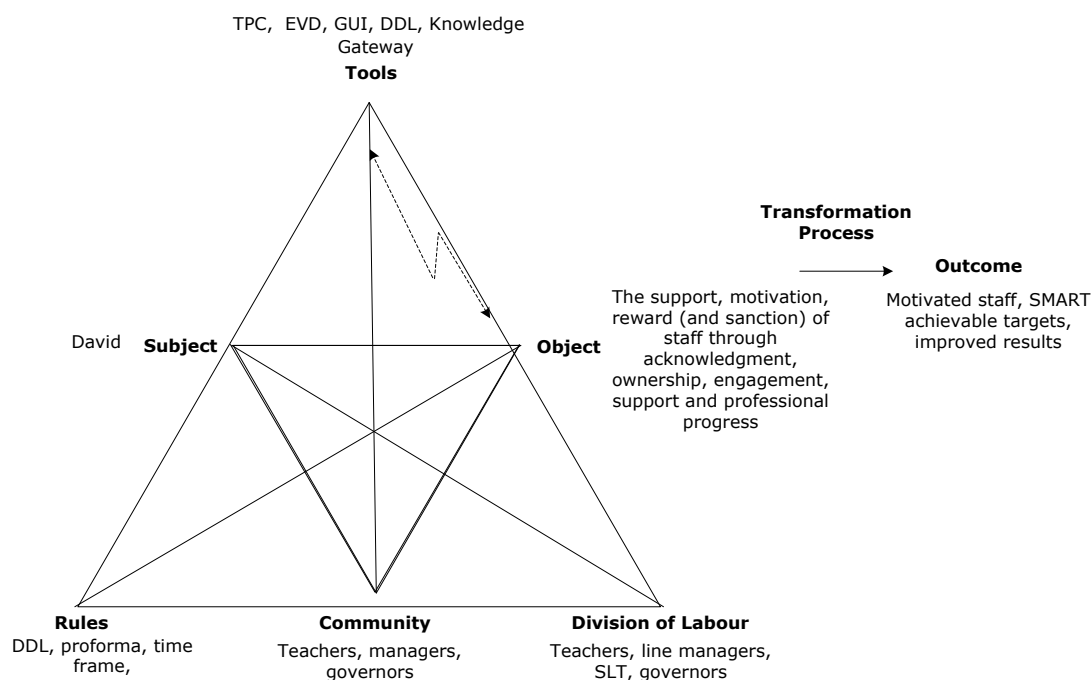 TPC, EVD, GUI, DDL, Knowledge
Gateway
Tools
Transformation
Process
Outcome
The support, motivation,
reward (and sanction) of
staff through
acknowledgment,
ownership, engagement,
support and professional
progress
Motivated staff, SMART
achievable targets,
improved results
David
Subject
Object
Rules
DDL, proforma, time
frame,
Community
Teachers, managers,
governors
Division of Labour
Teachers, line managers,
SLT, governors